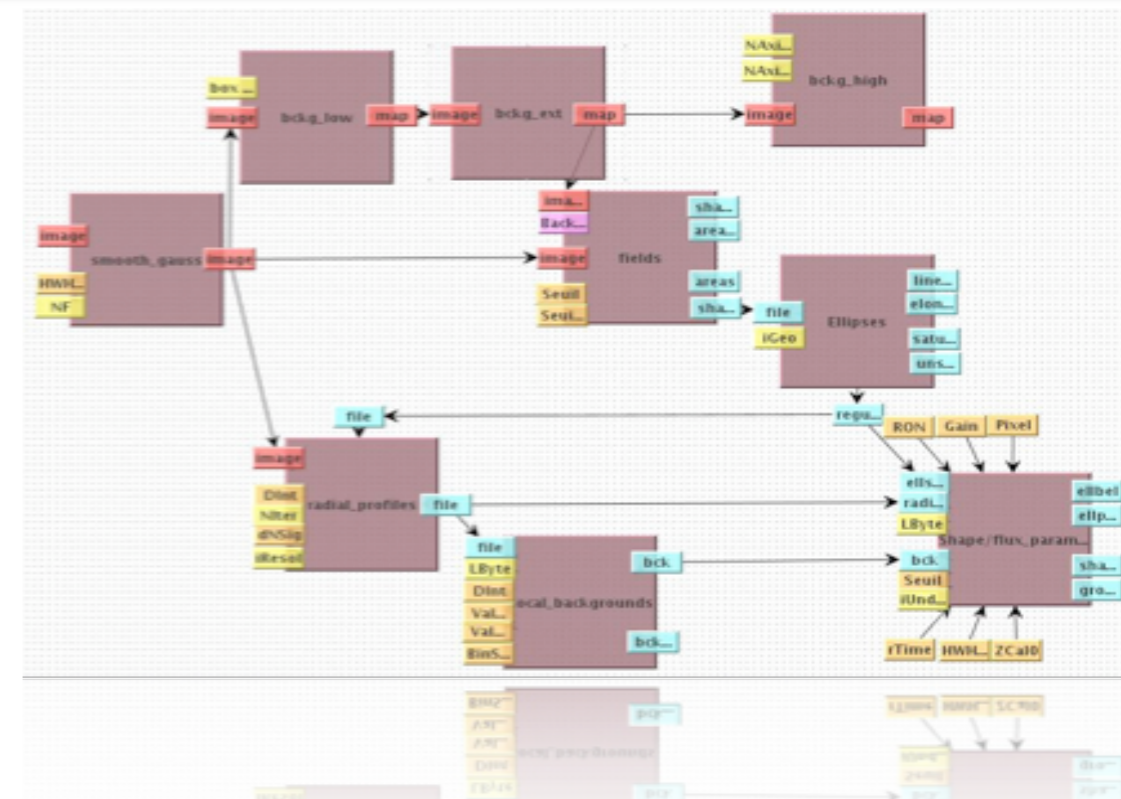 NAxi...
NAxi...
bckg_high
image
map
box ...
image
bckg_low
map
image
bckg_ext
map
ima...
Back...
image
Seuil
Seui...
fields
sha...
area...
areas
sha...
image
HWH...
NF
smooth_gauss
image
file
iGeo
Ellipses
line...
elon...
satu...
uns...
regu...
file
RON
Gain
Pixel
image
DInt
NIter
dNSig
iResol
radial_profiles
file
ells...
radi...
LByte
bck
Seuil
iUnd...
Shape/flux_param...
ellbel
ellp...
sha...
gro...
file
LByte
DInt
Val...
Val...
BinS...
ocal_backgrounds
bck
bck...
rTime
HWH...
ZCal0